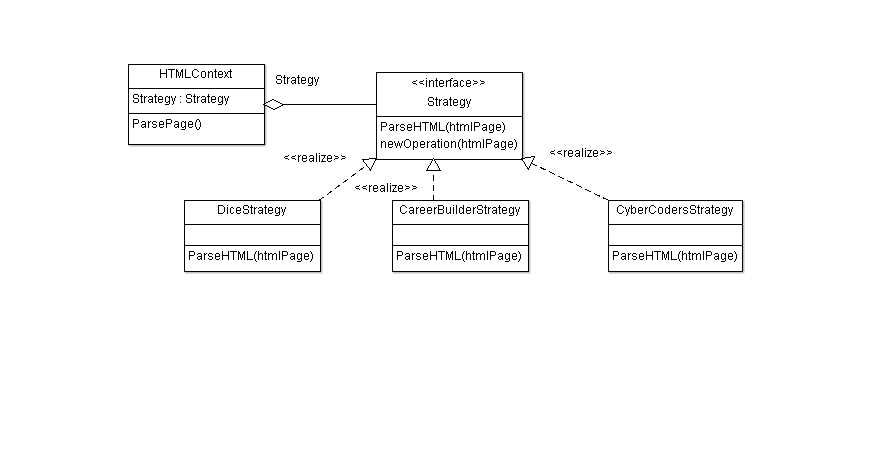 HTMLContext
Strategy : Strategy
ParsePage()
Strategy
<<interface>>
Strategy
ParseHTML(htmlPage)
newOperation(htmlPage)
<<realize>>
<<realize>>
<<realize>>
DiceStrategy
ParseHTML(htmlPage)
CareerBuilderStrategy
ParseHTML(htmlPage)
CyberCodersStrategy
ParseHTML(htmlPage)